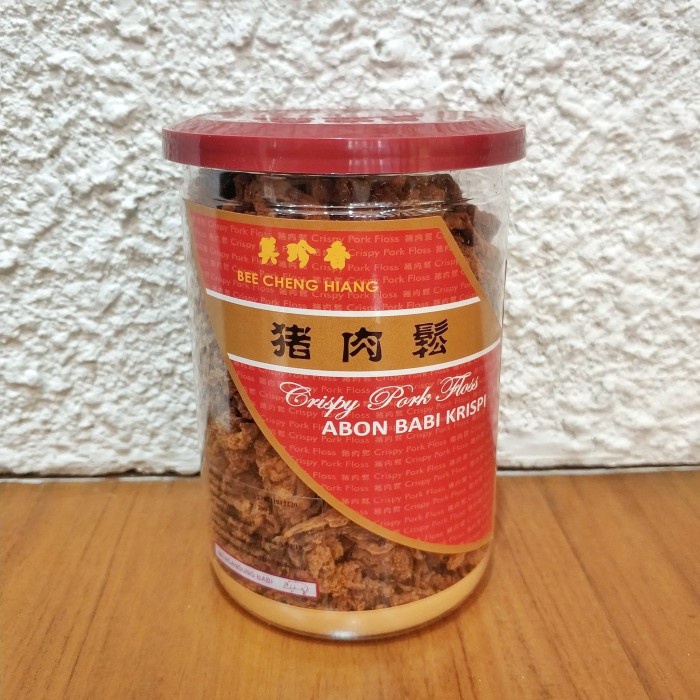 美珍香
BEE CHENG HIANG
猪肉鬆
Crispy Pork Floss
ABON BABI KRISPI